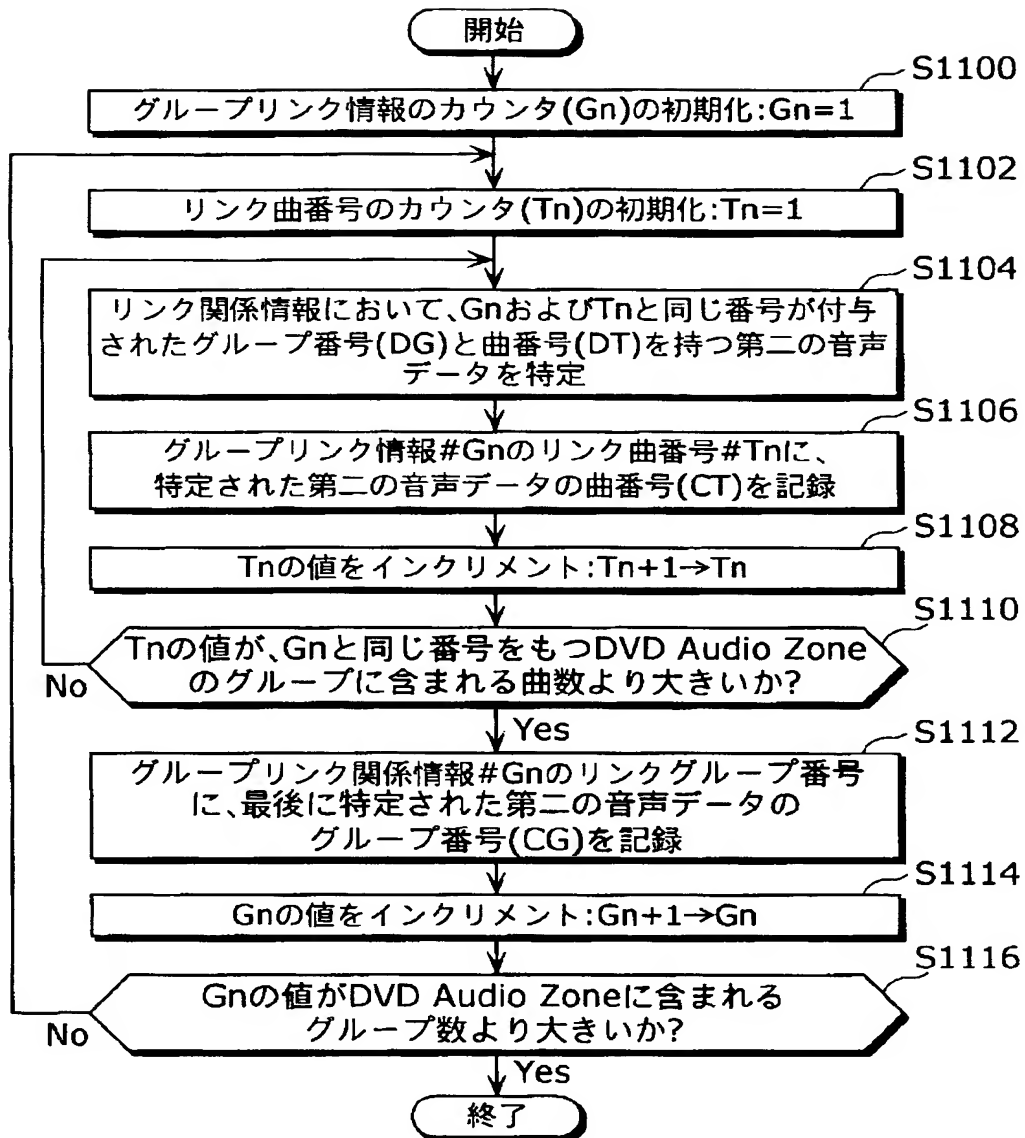 開始
S1100
グループリンク情報のカウンタ(Gn)の初期化:Gn=1
S1102
リンク曲番号のカウンタ(Tn)の初期化:Tn=1
S1104
リンク関係情報において、GnおよびTnと同じ番号が付与
されたグループ番号(DG)と曲番号(DT)を持つ第二の音声
データを特定
S1106
グループリンク情報#Gnのリンク曲番号#Tnに、
特定された第二の音声データの曲番号(CT)を記録
S1108
Tnの値をインクリメント:Tn+1→Tn
S1110
Tnの値が、Gnと同じ番号をもつDVD Audio Zone
のグループに含まれる曲数より大きいか?
No
Yes
S1112
グループリンク関係情報#Gnのリンクグループ番号
に、最後に特定された第二の音声データの
グループ番号(CG)を記録
S1114
Gnの値をインクリメント:Gn+1→Gn
S1116
Gnの値がDVD Audio Zoneに含まれる
グループ数より大きいか?
No
Yes
終了